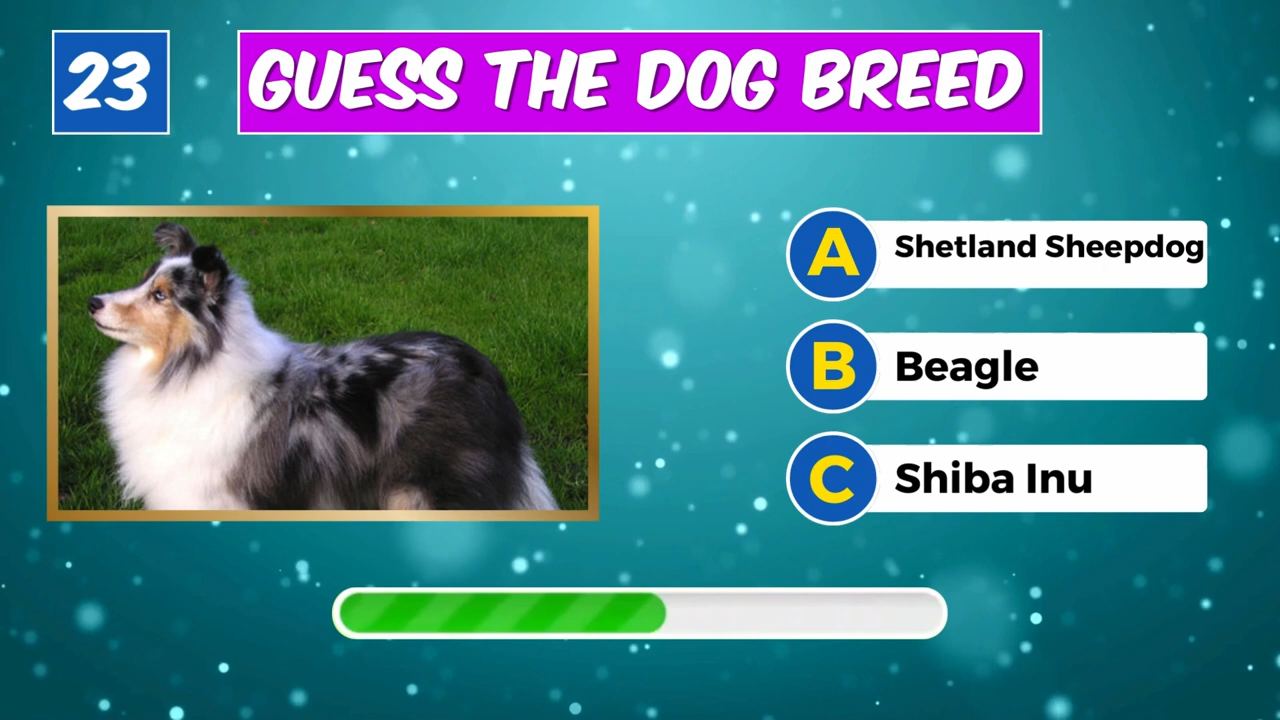 23
GUESS THE DOG BREED
A Shetland Sheepdog
B Beagle
C Shiba Inu